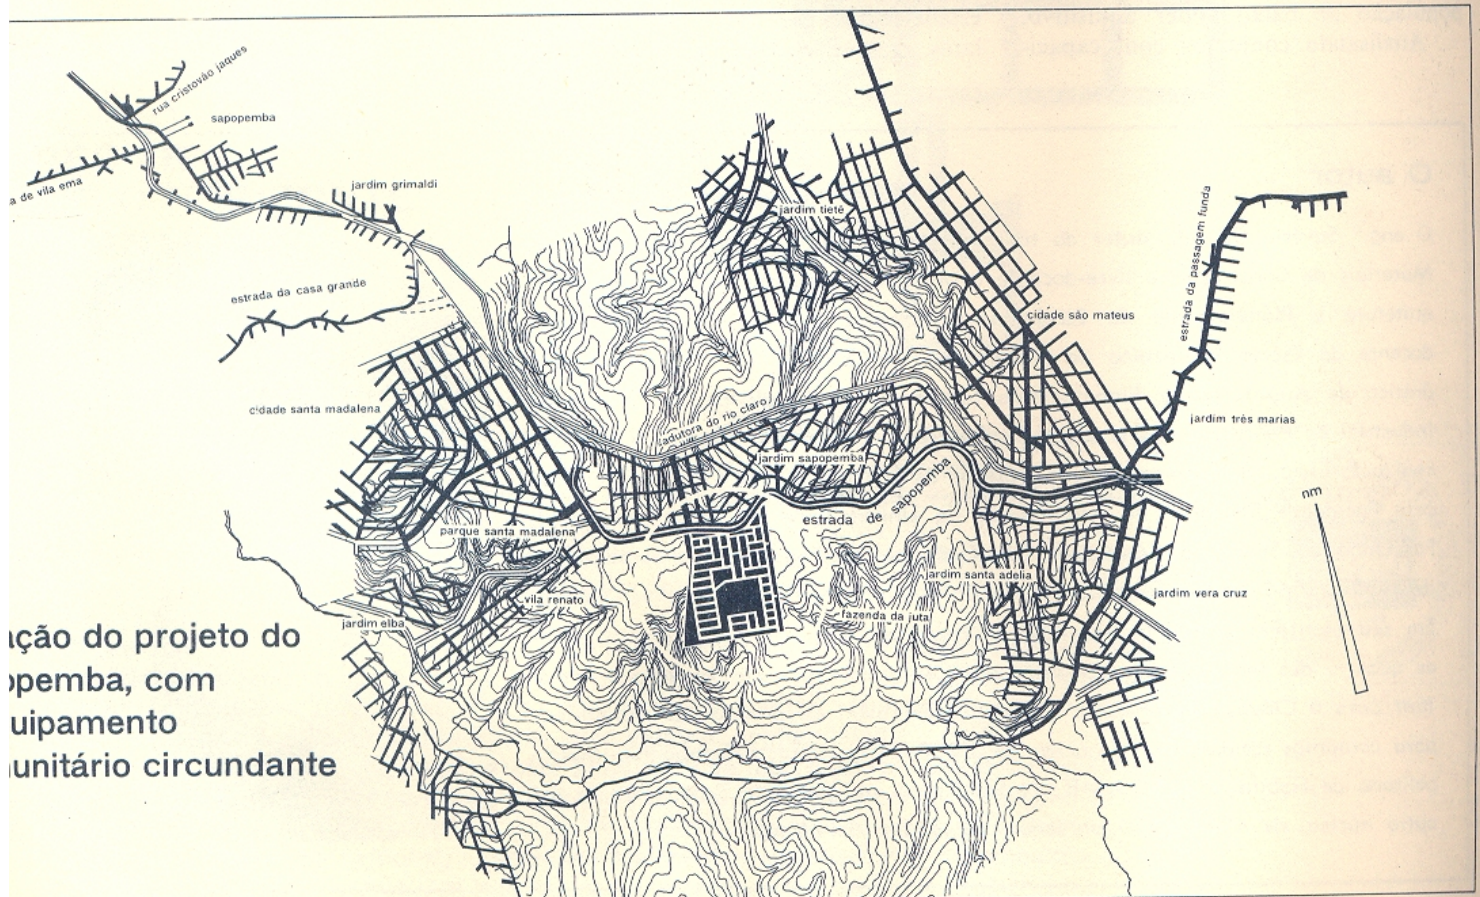 rua cristovão jaques
sapopemba
a de vila ema
jardim grimaldi
jardim tietê
estrada da passagem funda
estrada da casa grande
cidade são mateus
cidade santa madalena
adutora do rio claro
jardim três marias
jardim sapopemba
estrada de sapopemba
nm
parque santa madalena
jardim santa adelia
vila renato
jardim vera cruz
fazenda da juta
jardim elba
ação do projeto do
opemba, com
uipamento
unitário circundante